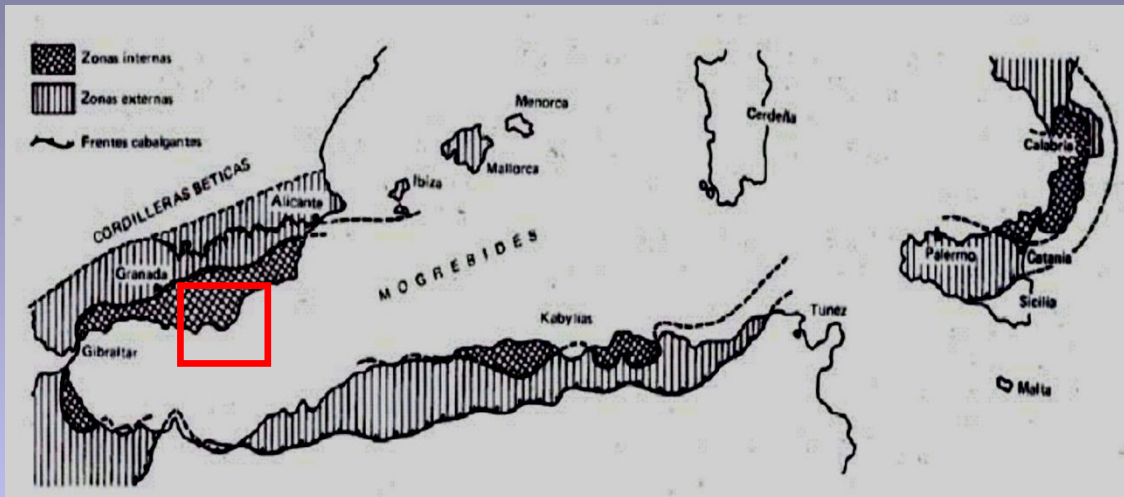 Zonas internas
Zonas externas
Frentes cabalgantes
CORDILLERAS BETICAS
Alicante
Granada
Gibraltar
Ibiza
Menorca
Mallorca
Cerdeña
MOGREBIDES
Kabylias
Tunez
Calabria
Palermo
Catania
Sicilia
Malta